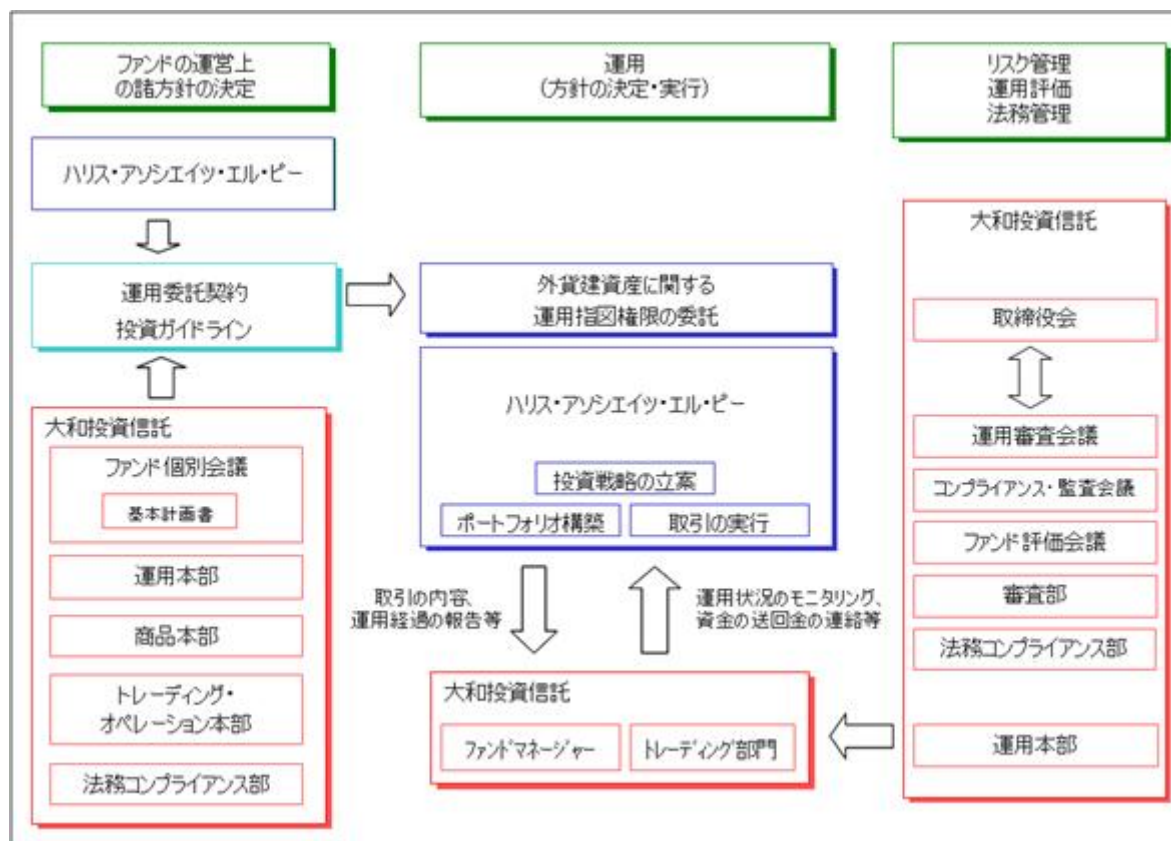 ファンドの運営上
の諸方針の決定
運用
(方針の決定・実行)
リスク管理
運用評価
法務管理
ハリス・アソシエイツ・エル・ピー
運用委託契約
投資ガイドライン
外貨建資産に関する
運用指図権限の委託
大和投資信託
ファンド個別会議
基本計画書
運用本部
商品本部
トレーディング・
オペレーション本部
法務コンプライアンス部
ハリス・アソシエイツ・エル・ピー
投資戦略の立案
ポートフォリオ構築
取引の実行
取引の内容、
運用経過の報告等
運用状況のモニタリング、
資金の送回金の連絡等
大和投資信託
ファンドマネージャー
トレーディング部門
大和投資信託
取締役会
運用審査会議
コンプライアンス・監査会議
ファンド評価会議
審査部
法務コンプライアンス部
運用本部